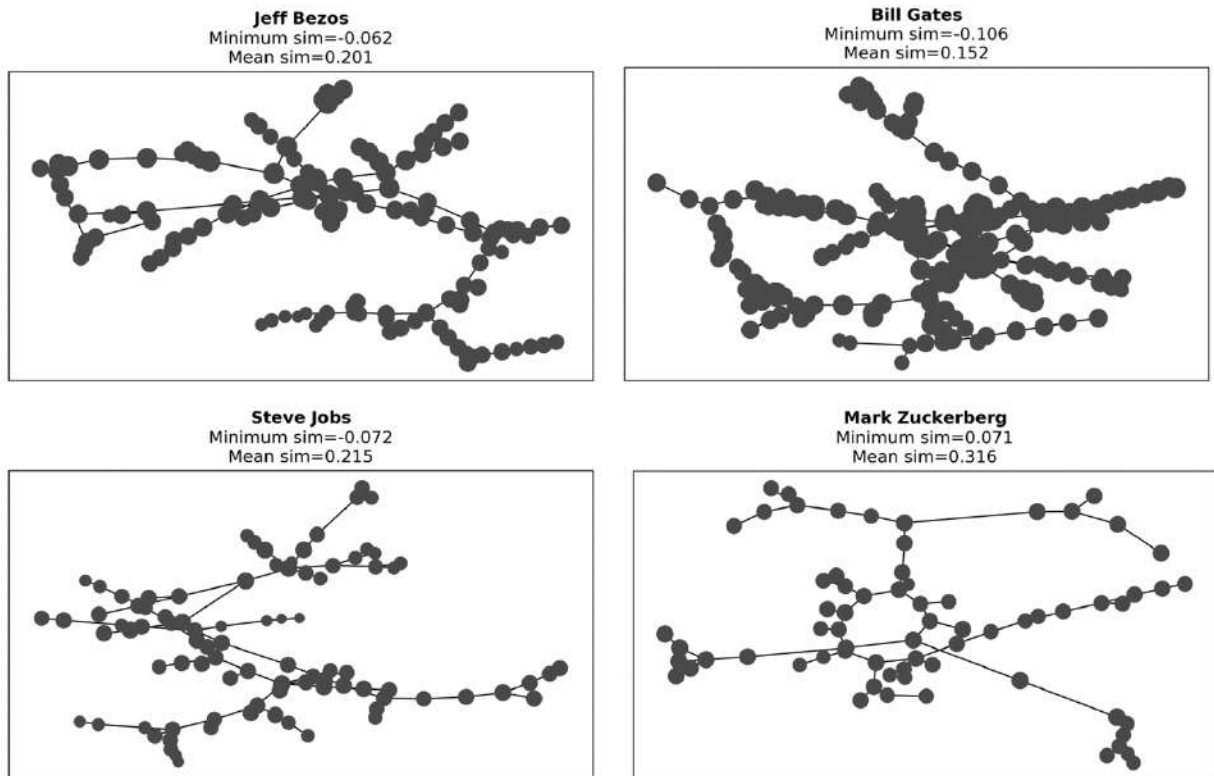 Jeff Bezos
Minimum sim=-0.062
Mean sim=0.201
Bill Gates
Minimum sim=-0.106
Mean sim=0.152
Steve Jobs
Minimum sim=-0.072
Mean sim=0.215
Mark Zuckerberg
Minimum sim=0.071
Mean sim=0.316